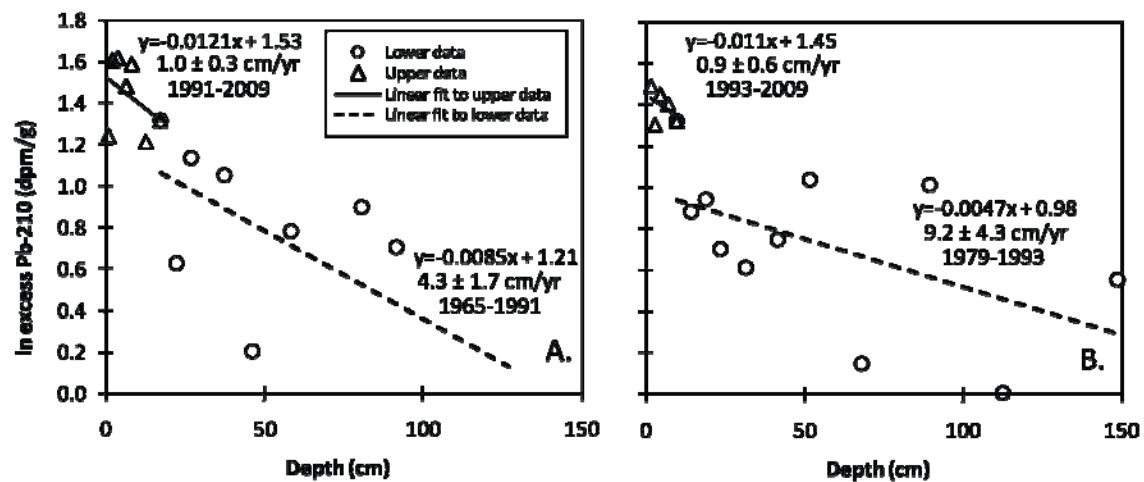 1.8
1.6
1.4
1.2
1.0
0.8
0.6
0.4
0.2
0.0
ln excess Pb-210 (dpm/g)
y=-0.0121x + 1.53
1.0 ± 0.3 cm/yr
1991-2009
Lower data
Upper data
Linear fit to upper data
Linear fit to lower data
y=-0.0085x + 1.21
4.3 ± 1.7 cm/yr
1965-1991
A.
0
50
100
150
Depth (cm)
y=-0.011x + 1.45
0.9 ± 0.6 cm/yr
1993-2009
y=-0.0047x + 0.98
9.2 ± 4.3 cm/yr
1979-1993
B.
0
50
100
150
Depth (cm)